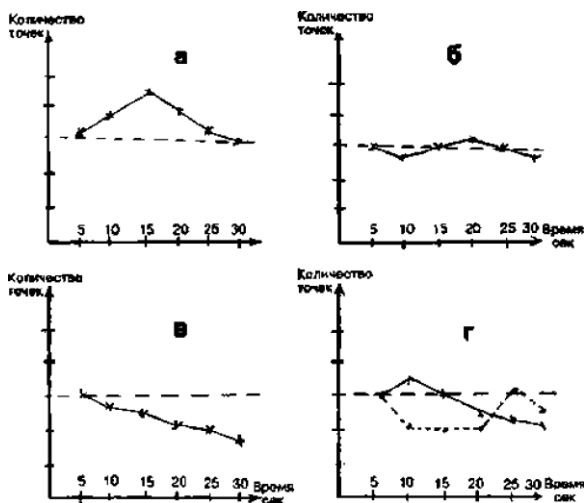 Количество
точек
а
5 10 15 20 25 30
Количество
точек
б
5 10 15 20 25 30 Время
сек
Количество
точек
в
5 10 15 20 25 30 Время
сек
Количество
точек
г
5 10 15 20 25 30 Время
сек